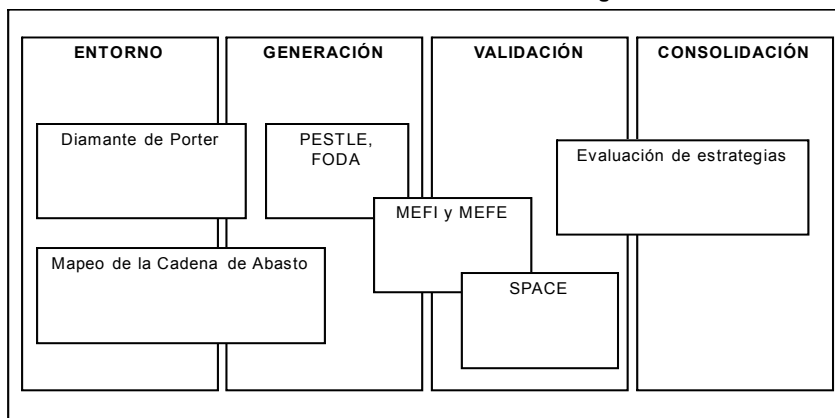 ENTORNO
GENERACIÓN
VALIDACIÓN
CONSOLIDACIÓN
Diamante de Porter
PESTLE,
FODA
Evaluación de estrategias
MEFI y MEFE
Mapeo de la Cadena de Abasto
SPACE